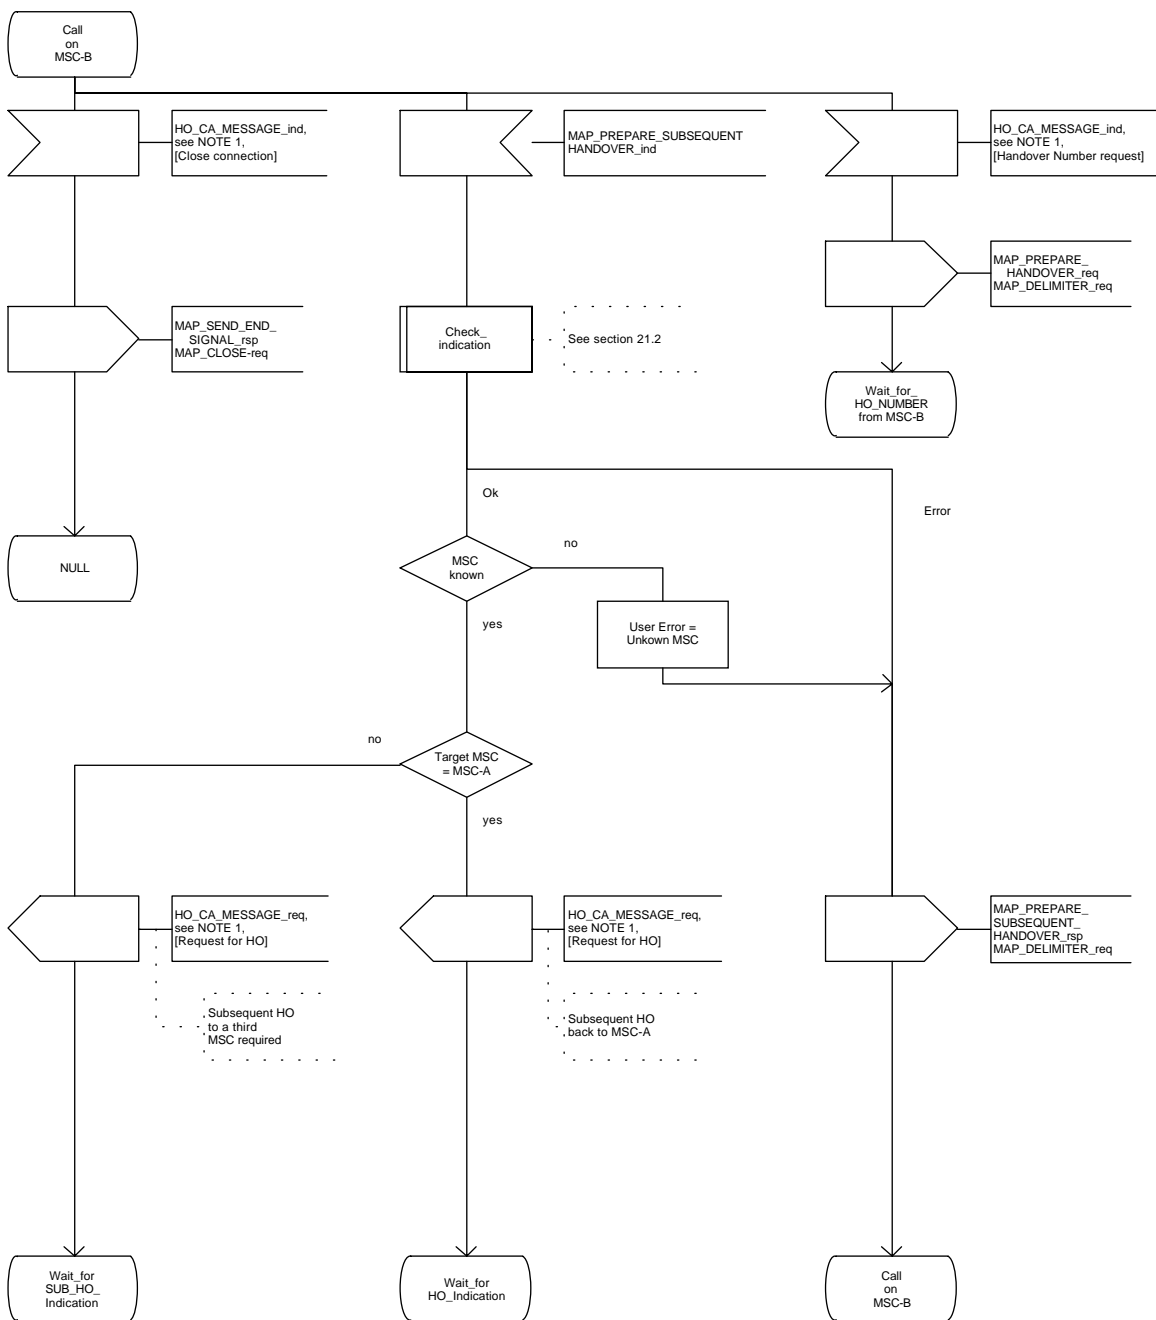 Call
on
MSC-B
HO_CA_MESSAGE_ind,
see NOTE 1,
[Close connection]
MAP_PREPARE_SUBSEQUENT
HANDOVER_ind
HO_CA_MESSAGE_ind,
see NOTE 1,
[Handover Number request]
MAP_PREPARE_
HANDOVER_req
MAP_DELIMITER_req
MAP_SEND_END_
SIGNAL_rsp
MAP_CLOSE-req
Check_
indication
See section 21.2
Wait_for_
HO_NUMBER
from MSC-B
Ok
Error
NULL
MSC
known
no
yes
User Error =
Unkown MSC
no
Target MSC
= MSC-A
yes
HO_CA_MESSAGE_req,
see NOTE 1,
[Request for HO]
HO_CA_MESSAGE_req,
see NOTE 1,
[Request for HO]
MAP_PREPARE_
SUBSEQUENT_
HANDOVER_rsp
MAP_DELIMITER_req
Subsequent HO
to a third
MSC required
Subsequent HO
back to MSC-A
Wait_for
SUB_HO_
Indication
Wait_for
HO_Indication
Call
on
MSC-B